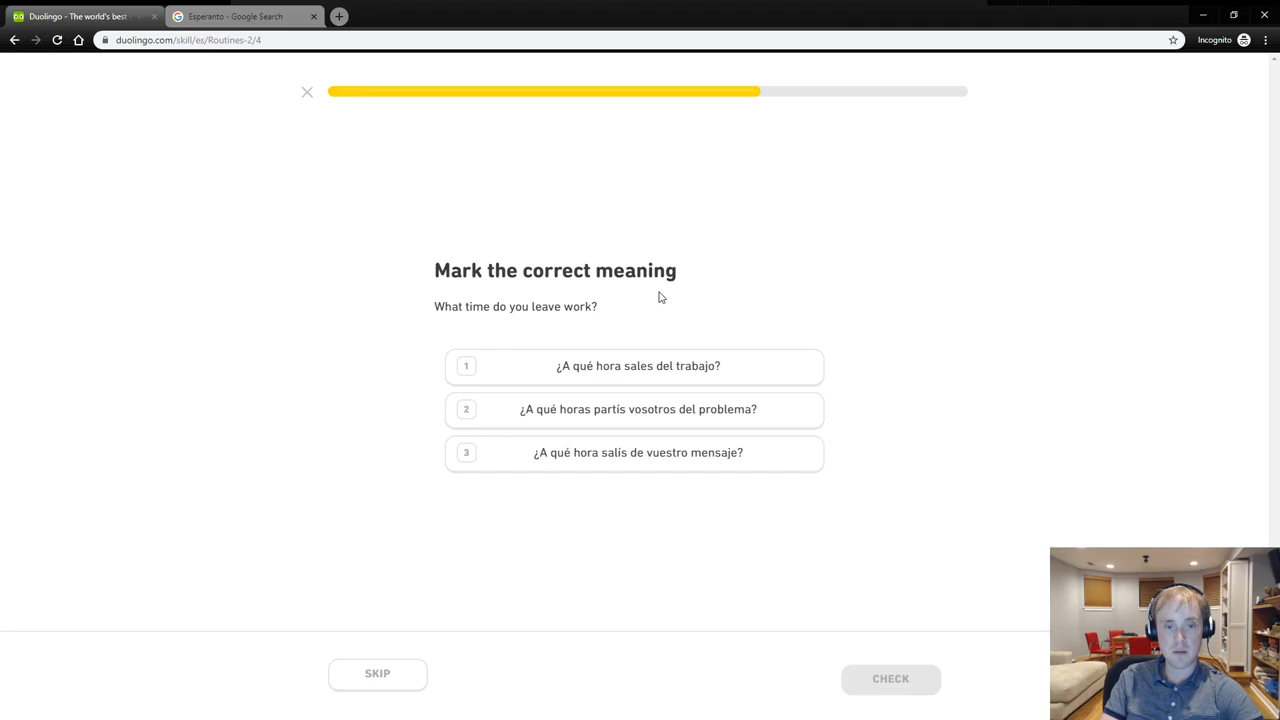 Duolingo - The world's best
Esperanto - Google Search
duolingo.com/skill/es/Routines-2/4
Incognito
Mark the correct meaning
What time do you leave work?
1 ¿A qué hora sales del trabajo?
2 ¿A qué horas partís vosotros del problema?
3 ¿A qué hora salís de vuestro mensaje?
SKIP
CHECK